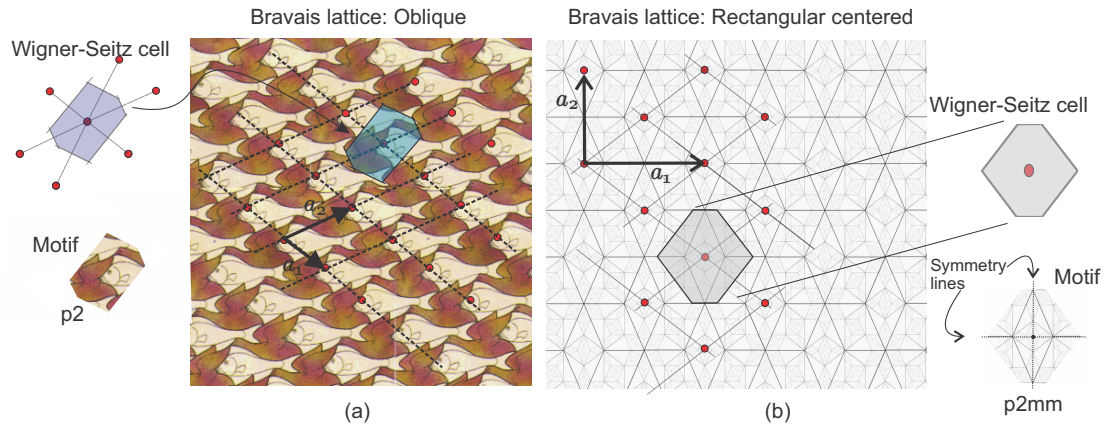 Bravais lattice: Oblique
Wigner-Seitz cell
a2
a1
Motif
p2
(a)
Bravais lattice: Rectangular centered
a2
a1
Wigner-Seitz cell
Symmetry
lines
Motif
p2mm
(b)